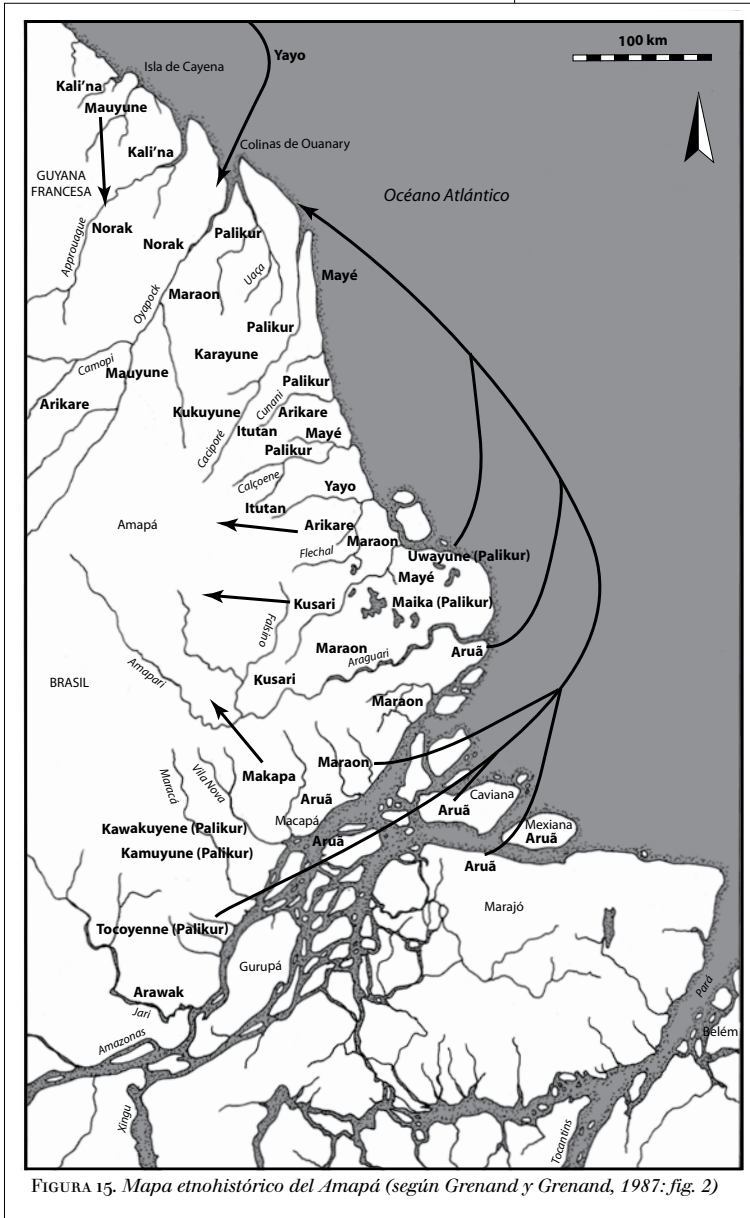 100 km
Yayo
Isla de Cayena
Kali'na
Mauyune
Kali'na
Colinas de Ouanary
GUYANA
FRANCESA
Océano Atlántico
Approuague
Norak
Norak
Palikur
Uaça
Mayé
Oyapock
Maraon
Palikur
Karayune
Camopi
Mauyune
Palikur
Arikare
Kukuyune
Cunani
Arikare
Caciporé
Itutan
Mayé
Palikur
Calçoene
Yayo
Itutan
Amapá
Arikare
Maraon
Flechal
Uwayune (Palikur)
Mayé
Kusari
Maika (Palikur)
Falsino
Maraon
Araguari
Aruã
Amapari
BRASIL
Kusari
Maraon
Maraon
Makapa
Vila Nova
Maracá
Aruã
Caviana
Aruã
Macapá
Mexiana
Aruã
Kawakuyene (Palikur)
Aruã
Kamuyune (Palikur)
Aruã
Marajó
Tocoyenne (Palikur)
Gurupá
Arawak
Jari
Pará
Belém
Amazonas
Xingu
Tocantins
FIGURA 15. Mapa etnohistórico del Amapá (según Grenand y Grenand, 1987: fig. 2)